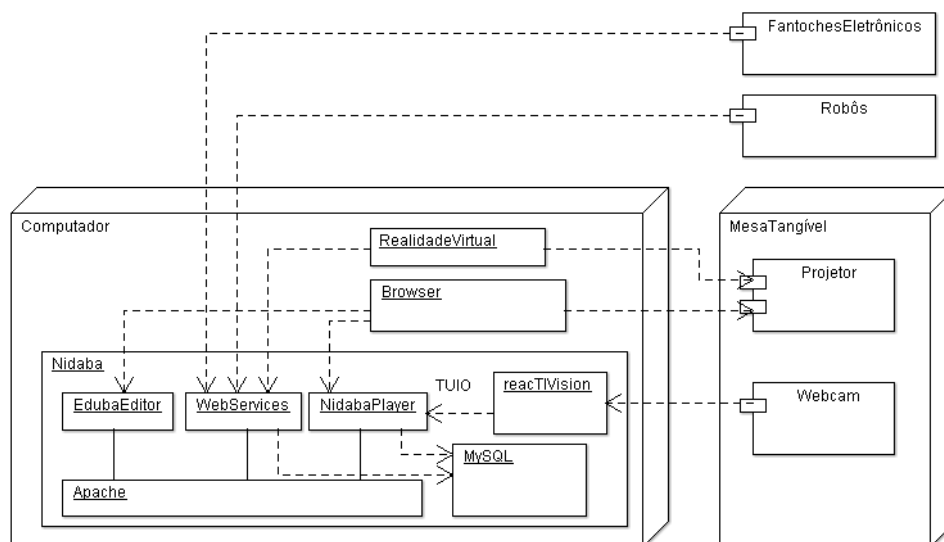 FantochesEletrônicos
Robôs
Computador
MesaTangível
RealidadeVirtual
Projetor
Browser
Nidaba
TUIO
reacTIVision
EdubaEditor
WebServices
NidabaPlayer
Webcam
MySQL
Apache